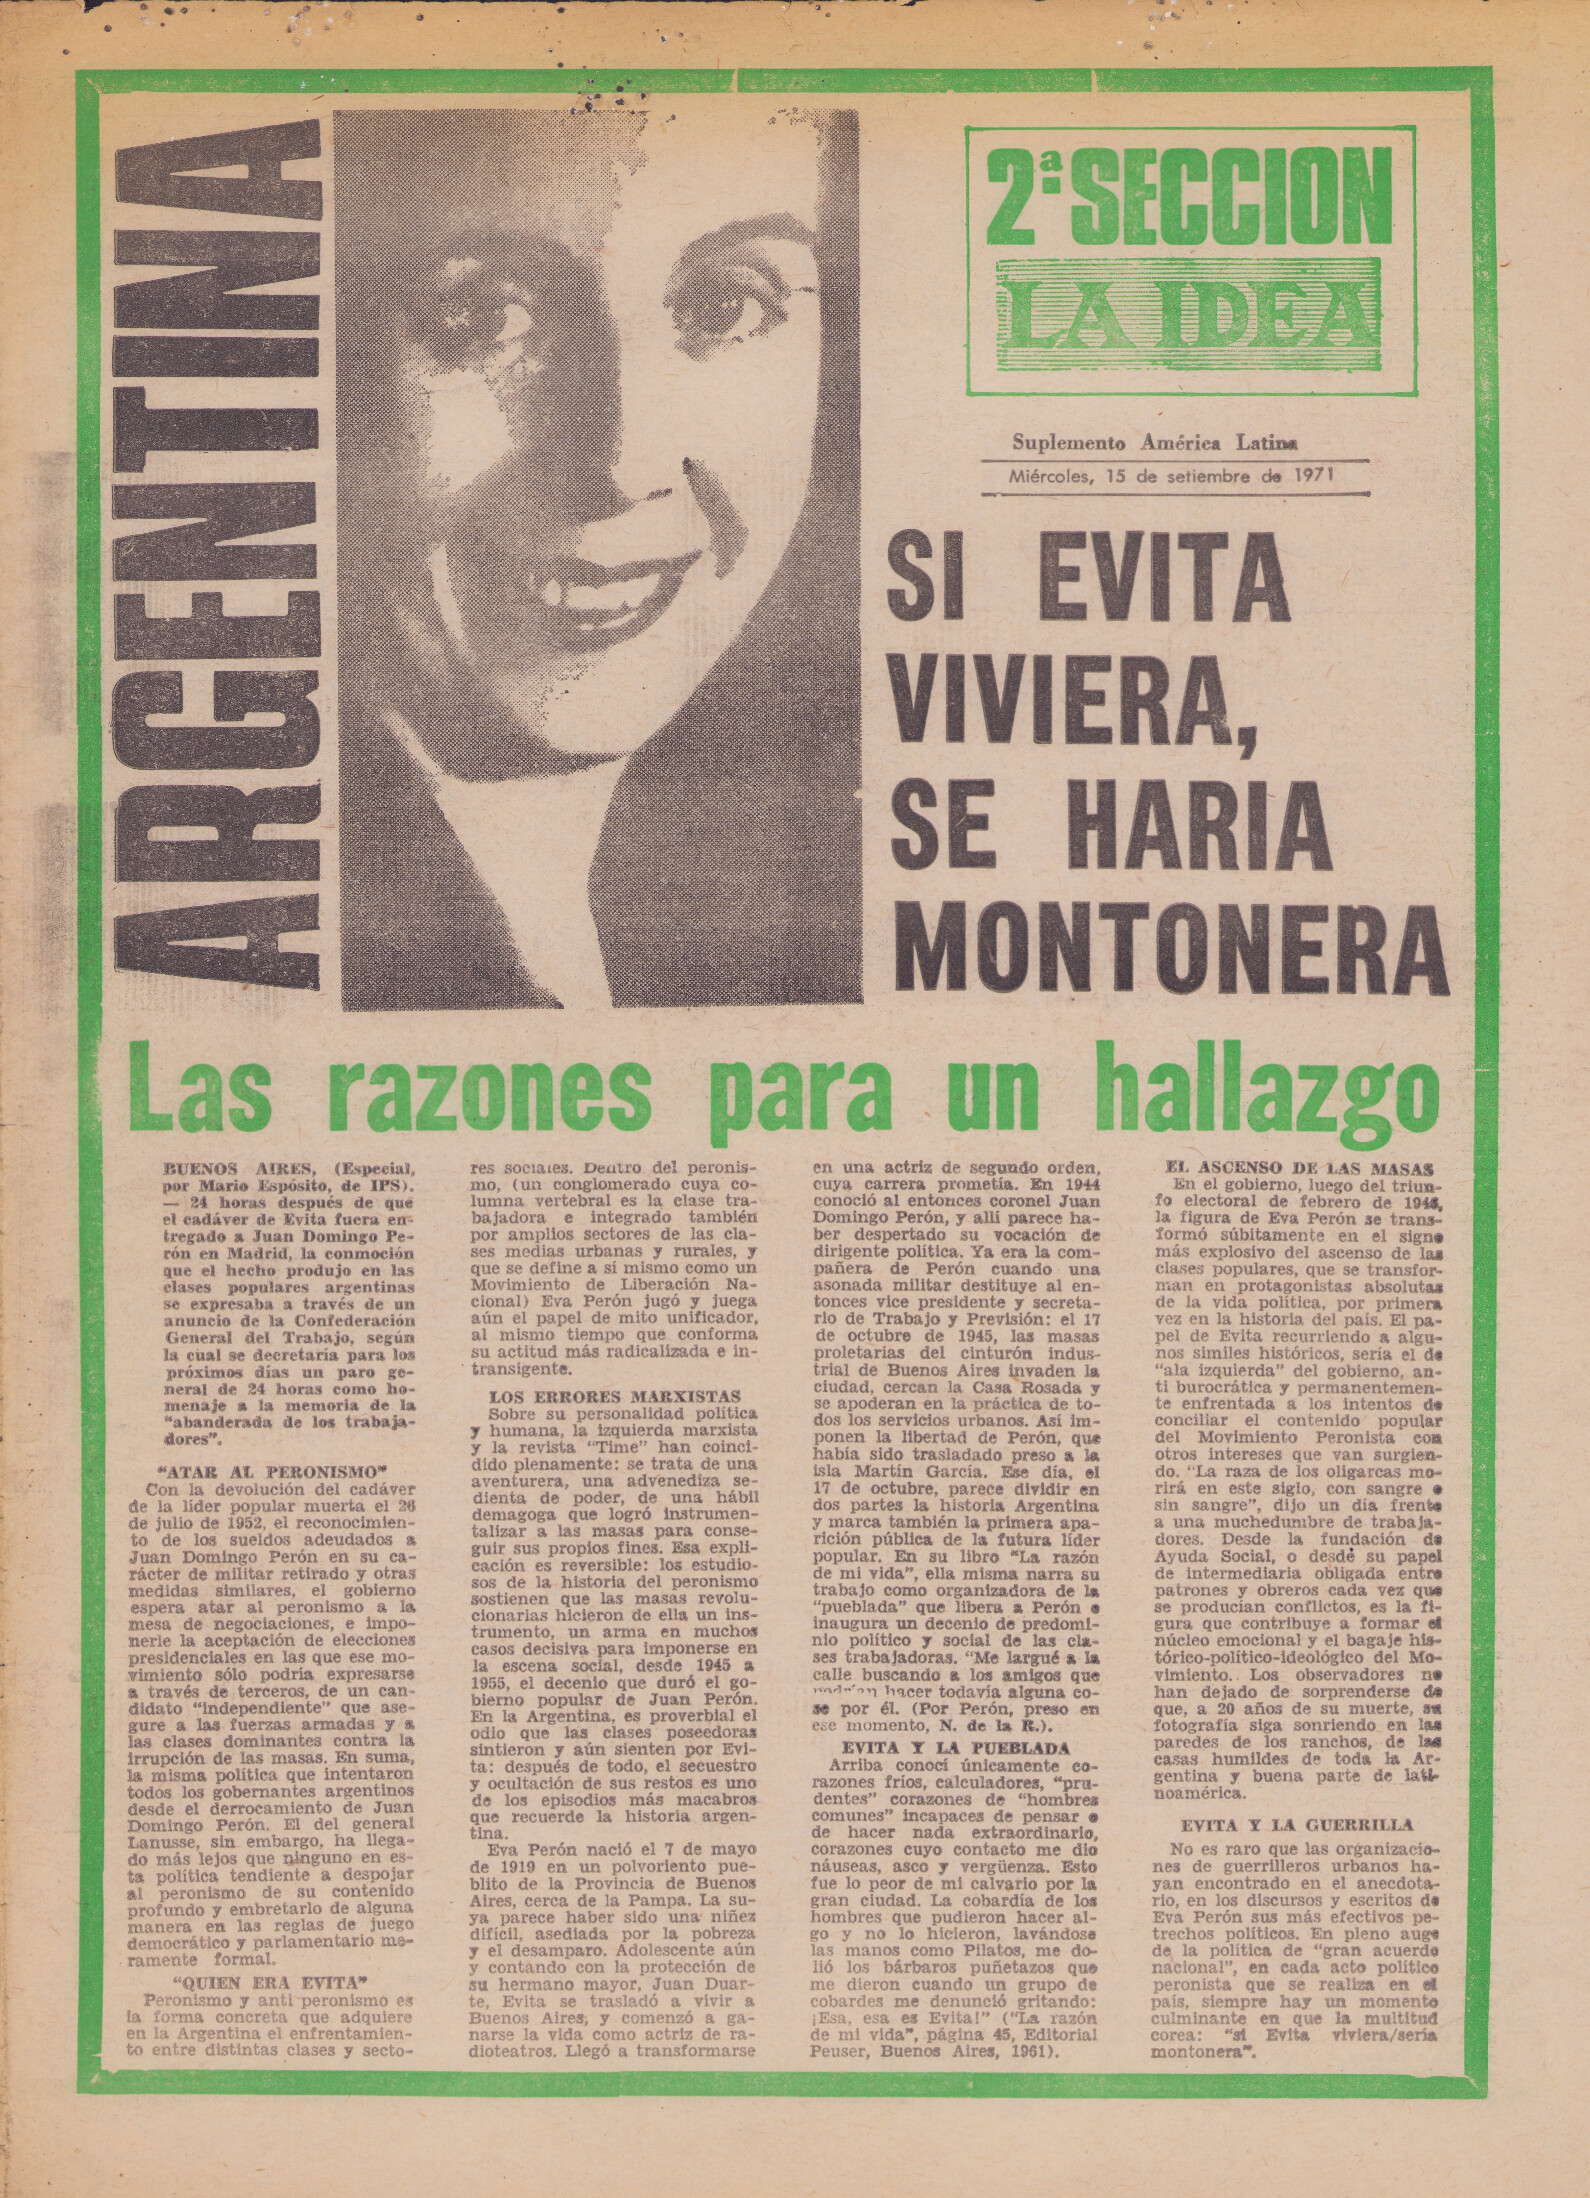 ARGENTINA
2ª SECCION
LA IDEA
Suplemento América Latina
Miércoles, 15 de setiembre de 1971
SI EVITA
VIVIERA,
SE HARIA
MONTONERA
Las razones para un hallazgo
BUENOS AIRES, (Especial,
por Mario Espósito, de IPS).
— 24 horas después de que
el cadáver de Evita fuera en-
tregado a Juan Domingo Pe-
rón en Madrid, la conmoción
que el hecho produjo en las
clases populares argentinas
se expresaba a través de un
anuncio de la Confederación
General del Trabajo, según
la cual se decretaría para los
próximos días un paro ge-
neral de 24 horas como ho-
menaje a la memoria de la
"abanderada de los trabaja-
dores".
"ATAR AL PERONISMO"
Con la devolución del cadáver
de la líder popular muerta el 26
de julio de 1952, el reconocimien-
to de los sueldos adeudados a
Juan Domingo Perón en su ca-
rácter de militar retirado y otras
medidas similares, el gobierno
espera atar al peronismo a la
mesa de negociaciones, e impo-
nerle la aceptación de elecciones
presidenciales en las que ese mo-
vimiento sólo podría expresarse
a través de terceros, de un can-
didato "independiente" que ase-
gure a las fuerzas armadas y a
las clases dominantes contra la
irrupción de las masas. En suma,
la misma política que intentaron
todos los gobernantes argentinos
desde el derrocamiento de Juan
Domingo Perón. El del general
Lanusse, sin embargo, ha llega-
do más lejos que ninguno en es-
ta política tendiente a despojar
al peronismo de su contenido
profundo y embretarlo de alguna
manera en las reglas de juego
democrático y parlamentario me-
ramente formal.
"QUIEN ERA EVITA"
Peronismo y anti peronismo es
la forma concreta que adquiere
en la Argentina el enfrentamien-
to entre distintas clases y secto-
res sociales. Dentro del peronis-
mo, (un conglomerado cuya co-
lumna vertebral es la clase tra-
bajadora e integrado también
por amplios sectores de las cla-
ses medias urbanas y rurales, y
que se define a sí mismo como un
Movimiento de Liberación Na-
cional) Eva Perón jugó y juega
aún el papel de mito unificador,
al mismo tiempo que conforma
su actitud más radicalizada e in-
transigente.
LOS ERRORES MARXISTAS
Sobre su personalidad política
y humana, la izquierda marxista
y la revista "Time" han coinci-
dido plenamente: se trata de una
aventurera, una advenediza se-
dienta de poder, de una hábil
demagoga que logró instrumen-
talizar a las masas para conse-
guir sus propios fines. Esa expli-
cación es reversible: los estudio-
sos de la historia del peronismo
sostienen que las masas revolu-
cionarias hicieron de ella un ins-
trumento, un arma en muchos
casos decisiva para imponerse en
la escena social, desde 1945 a
1955, el decenio que duró el go-
bierno popular de Juan Perón.
En la Argentina, es proverbial el
odio que las clases poseedoras
sintieron y aún sienten por Evi-
ta: después de todo, el secuestro
y ocultación de sus restos es uno
de los episodios más macabros
que recuerde la historia argen-
tina.
Eva Perón nació el 7 de mayo
de 1919 en un polvoriento pue-
blito de la Provincia de Buenos
Aires, cerca de la Pampa. La su-
ya parece haber sido una niñez
difícil, asediada por la pobreza
y el desamparo. Adolescente aún
y contando con la protección de
su hermano mayor, Juan Duar-
te, Evita se trasladó a vivir a
Buenos Aires, y comenzó a ga-
narse la vida como actriz de ra-
dioteatros. Llegó a transformarse
en una actriz de segundo orden,
cuya carrera prometía. En 1944
conoció al entonces coronel Juan
Domingo Perón, y allí parece ha-
ber despertado su vocación de
dirigente política. Ya era la com-
pañera de Perón cuando una
asonada militar destituye al en-
tonces vice presidente y secreta-
rio de Trabajo y Previsión: el 17
de octubre de 1945, las masas
proletarias del cinturón indus-
trial de Buenos Aires invaden la
ciudad, cercan la Casa Rosada y
se apoderan en la práctica de to-
dos los servicios urbanos. Así im-
ponen la libertad de Perón, que
había sido trasladado preso a la
isla Martín García. Ese día, el
17 de octubre, parece dividir en
dos partes la historia Argentina
y marca también la primera apa-
rición pública de la futura líder
popular. En su libro "La razón
de mi vida", ella misma narra su
trabajo como organizadora de la
"pueblada" que libera a Perón e
inaugura un decenio de predomi-
nio político y social de las cla-
ses trabajadoras. "Me largué a la
calle buscando a los amigos que
podrían hacer todavía alguna co-
se por él. (Por Perón, preso en
ese momento, N. de la R.).
EVITA Y LA PUEBLADA
Arriba conocí únicamente co-
razones fríos, calculadores, "pru-
dentes" corazones de "hombres
comunes" incapaces de pensar o
de hacer nada extraordinario,
corazones cuyo contacto me dio
náuseas, asco y vergüenza. Esto
fue lo peor de mi calvario por la
gran ciudad. La cobardía de los
hombres que pudieron hacer al-
go y no lo hicieron, lavándose
las manos como Pilatos, me do-
lió los bárbaros puñetazos que
me dieron cuando un grupo de
cobardes me denunció gritando:
¡Esa, esa es Evita!" ("La razón
de mi vida", página 45, Editorial
Peuser, Buenos Aires, 1961).
EL ASCENSO DE LAS MASAS
En el gobierno, luego del triun-
fo electoral de febrero de 1946,
la figura de Eva Perón se trans-
formó súbitamente en el signo
más explosivo del ascenso de las
clases populares, que se transfor-
man en protagonistas absolutas
de la vida política, por primera
vez en la historia del país. El pa-
pel de Evita recurriendo a algu-
nos símiles históricos, sería el de
"ala izquierda" del gobierno, an-
ti burocrática y permanentemen-
te enfrentada a los intentos de
conciliar el contenido popular
del Movimiento Peronista con
otros intereses que van surgien-
do. "La raza de los oligarcas mo-
rirá en este siglo, con sangre o
sin sangre", dijo un día frente
a una muchedumbre de trabaja-
dores. Desde la fundación de
Ayuda Social, o desdé su papel
de intermediaria obligada entre
patrones y obreros cada vez que
se producían conflictos, es la fi-
gura que contribuye a formar el
núcleo emocional y el bagaje his-
tórico-político-ideológico del Mo-
vimiento. Los observadores no
han dejado de sorprenderse de
que, a 20 años de su muerte, su
fotografía siga sonriendo en las
paredes de los ranchos, de las
casas humildes de toda la Ar-
gentina y buena parte de lati-
noamérica.
EVITA Y LA GUERRILLA
No es raro que las organizacio-
nes de guerrilleros urbanos ha-
yan encontrado en el anecdota-
rio, en los discursos y escritos de
Eva Perón sus más efectivos pe-
trechos políticos. En pleno auge
de la política de "gran acuerdo
nacional", en cada acto político
peronista que se realiza en el
país, siempre hay un momento
culminante en que la multitud
corea: "si Evita viviera/sería
montonera".